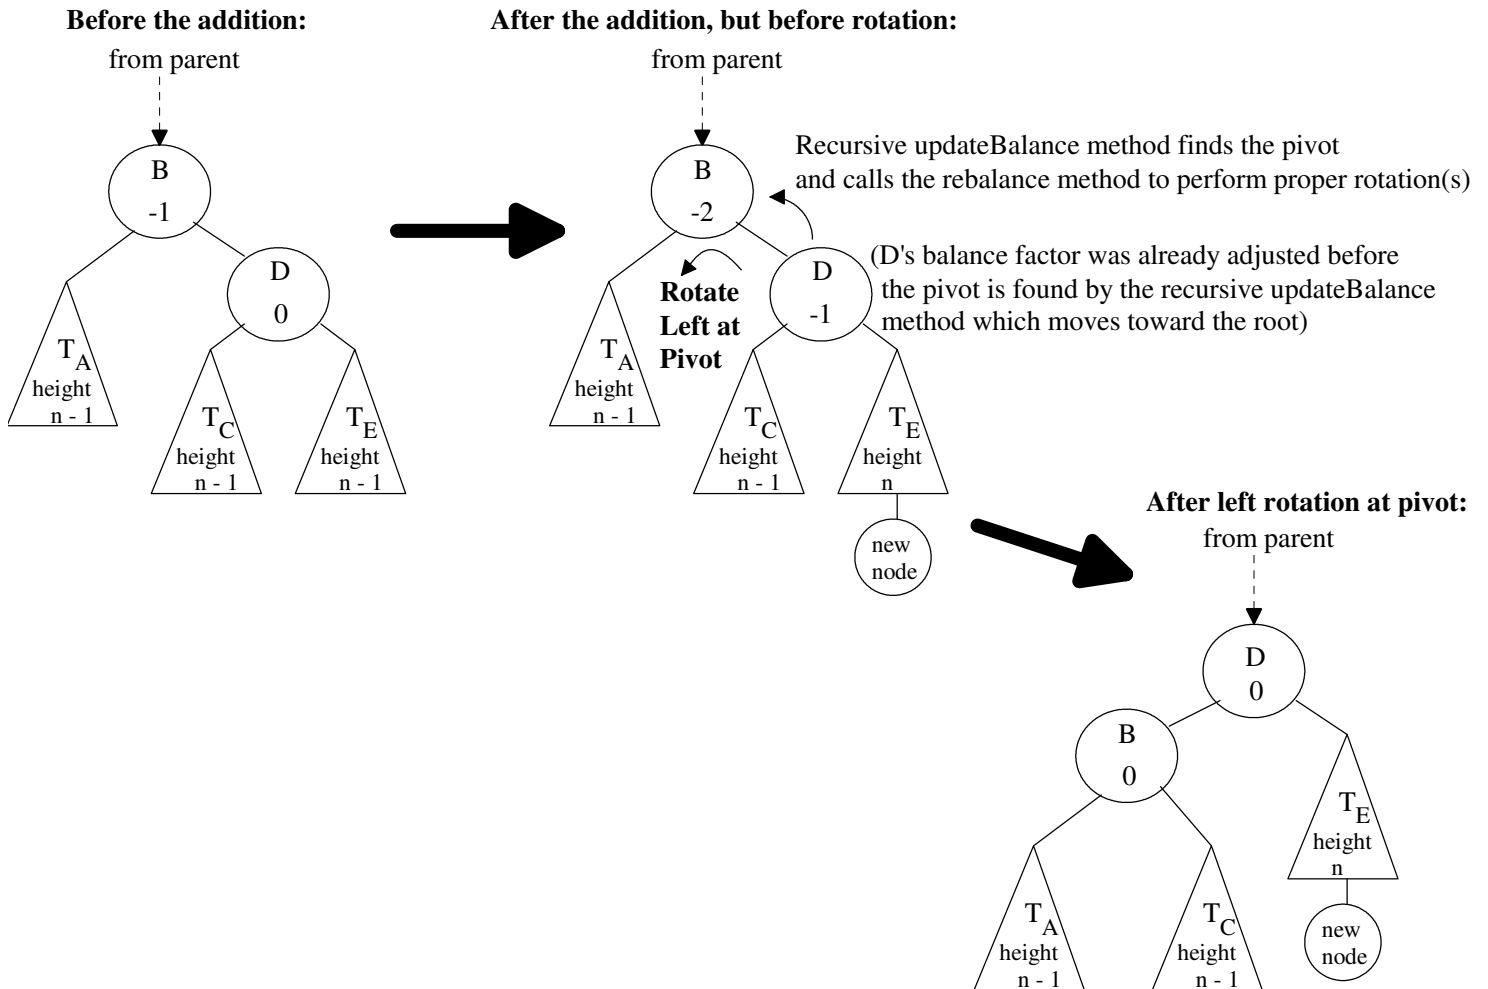 Before the addition:
from parent
B
-1
D
0
T A
height
n - 1
T C
height
n - 1
T E
height
n - 1
After the addition, but before rotation:
from parent
B
-2
Recursive updateBalance method finds the pivot
and calls the rebalance method to perform proper rotation(s)
D
-1
(D's balance factor was already adjusted before
the pivot is found by the recursive updateBalance
method which moves toward the root)
Rotate
Left at
Pivot
T A
height
n - 1
T C
height
n - 1
T E
height
n
new
node
After left rotation at pivot:
from parent
D
0
B
0
T E
height
n
new
node
T A
height
n - 1
T C
height
n - 1